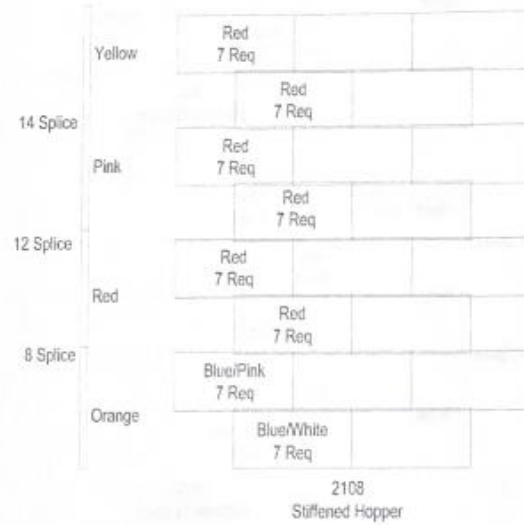 Red
Yellow
7 Req
Red
14 Splice
7 Req
Red
Pink
7 Req
Red
7 Req
12 Splice
Red
7 Req
Red
Red
7 Req
8 Splice
Blue/Pink
7 Req
Orange
Blue/White
7 Req
2108
Stiffened Hopper